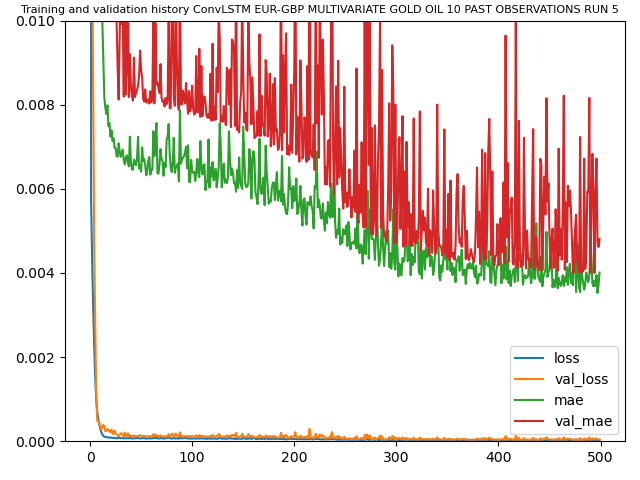 Training and validation history ConvLSTM EUR-GBP MULTIVARIATE GOLD OIL 10 PAST OBSERVATIONS RUN 5
0.010
0.008
0.006
0.004
0.002
0.000
0 100 200 300 400 500
loss
val_loss
mae
val_mae